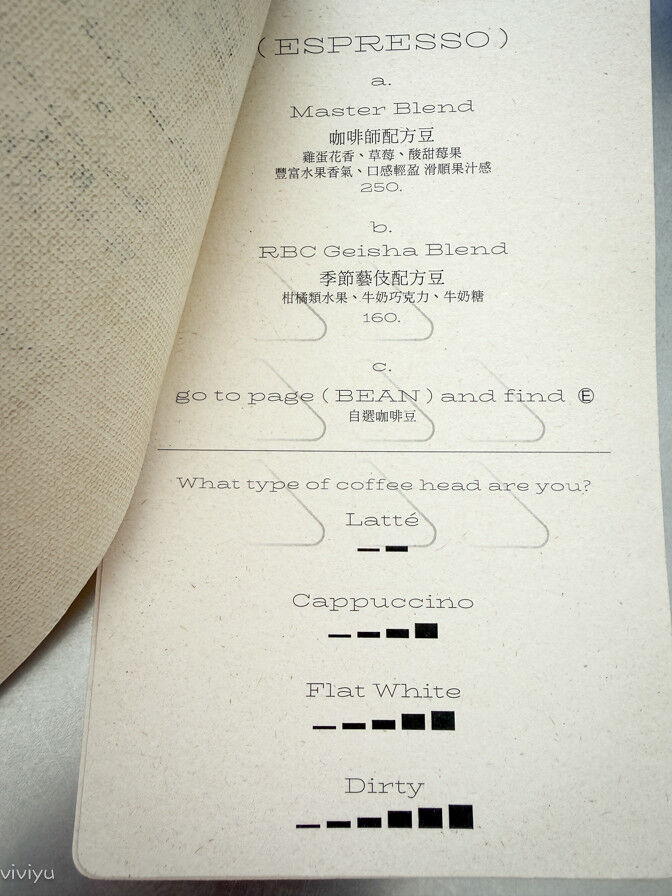 (ESPRESSO)
a.
Master Blend
咖啡師配方豆
雞蛋花香、草莓、酸甜莓果
豐富水果香氣、口感輕盈 滑順果汁感
250.
b.
RBC Geisha Blend
季節藝伎配方豆
柑橘類水果、牛奶巧克力、牛奶糖
160.
c.
go to page (BEAN) and find Ⓔ
自選咖啡豆
What type of coffee head are you?
Latté
Cappuccino
Flat White
Dirty
viviyu